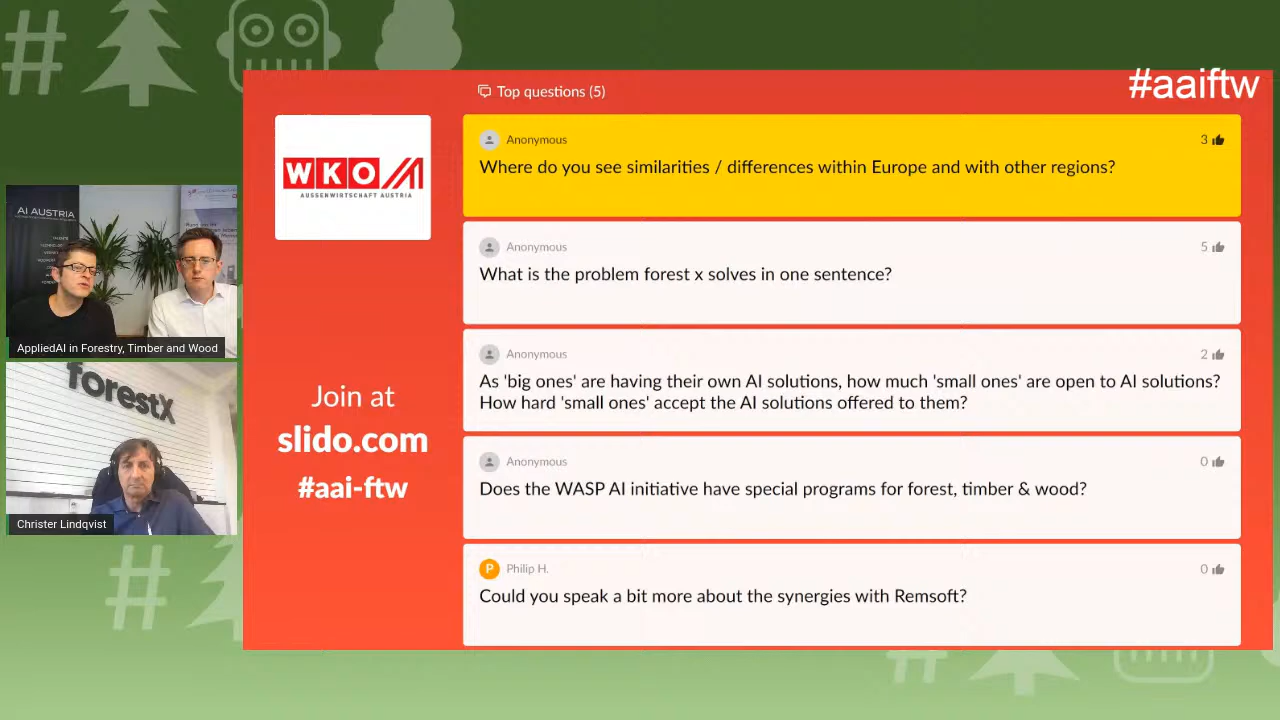 #aaiftw
Top questions (5)
WKO
AUSSENWIRTSCHAFT AUSTRIA
Join at
slido.com
#aai-ftw
Anonymous
3
Where do you see similarities / differences within Europe and with other regions?
Anonymous
5
What is the problem forest x solves in one sentence?
Anonymous
2
As 'big ones' are having their own AI solutions, how much 'small ones' are open to AI solutions?
How hard 'small ones' accept the AI solutions offered to them?
Anonymous
0
Does the WASP AI initiative have special programs for forest, timber & wood?
P
Philip H.
0
Could you speak a bit more about the synergies with Remsoft?
AI AUSTRIA
AppliedAI in Forestry, Timber and Wood
forestX
Christer Lindqvist
#
#
#